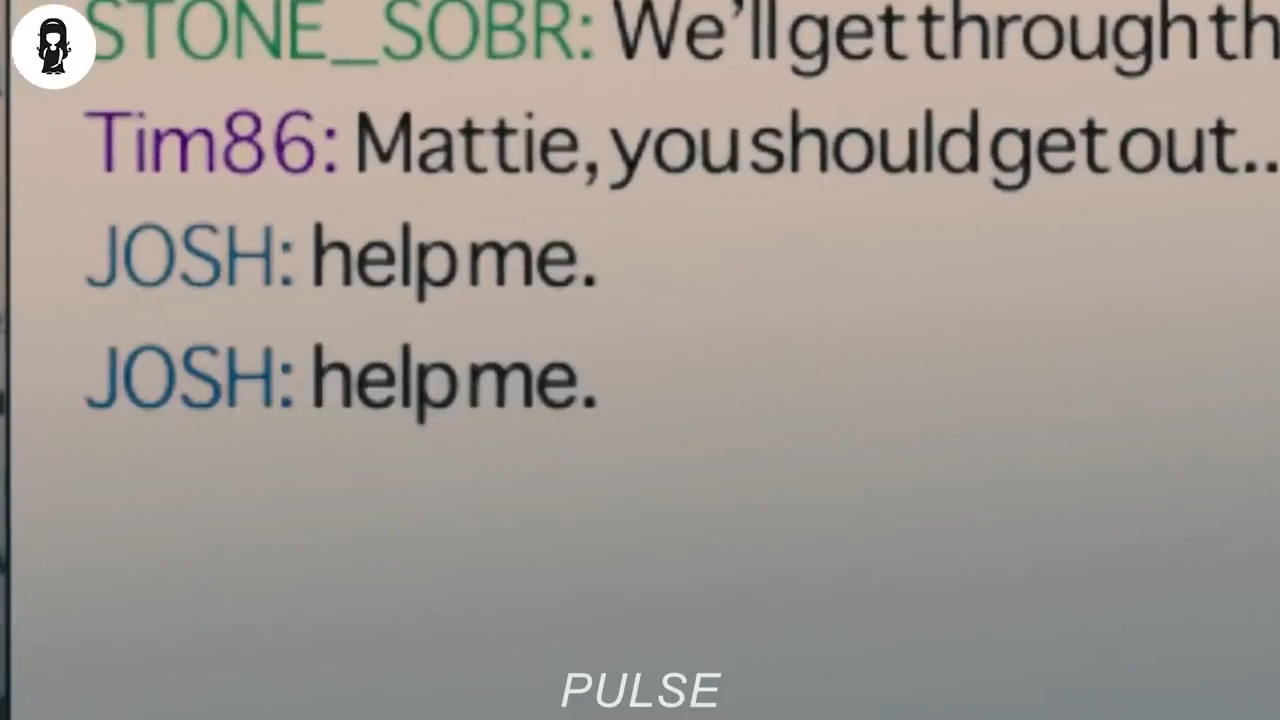 STONE_SOBR: We'll get through th
Tim86: Mattie, you should get out..
JOSH: help me.
JOSH: help me.
PULSE